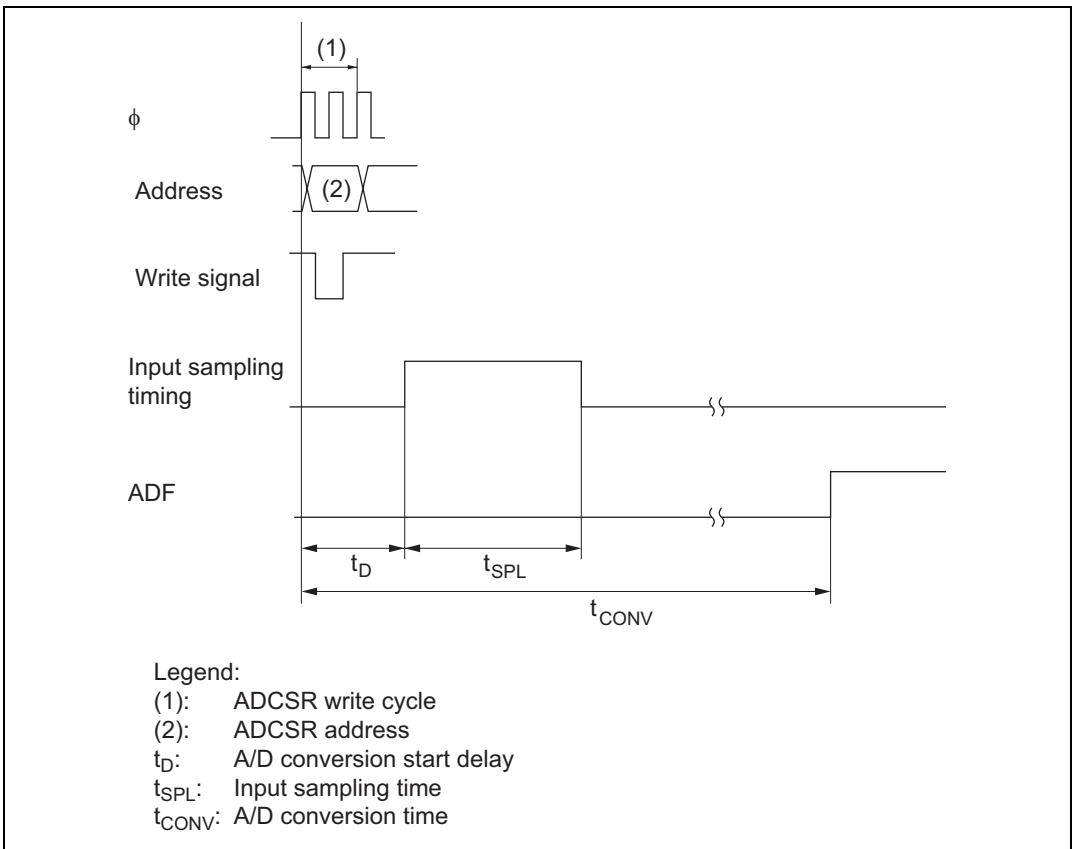 (1)
ϕ
Address
(2)
Write signal
Input sampling
timing
ADF
tD
tSPL
tCONV
Legend:
(1): ADCSR write cycle
(2): ADCSR address
tD: A/D conversion start delay
tSPL: Input sampling time
tCONV: A/D conversion time